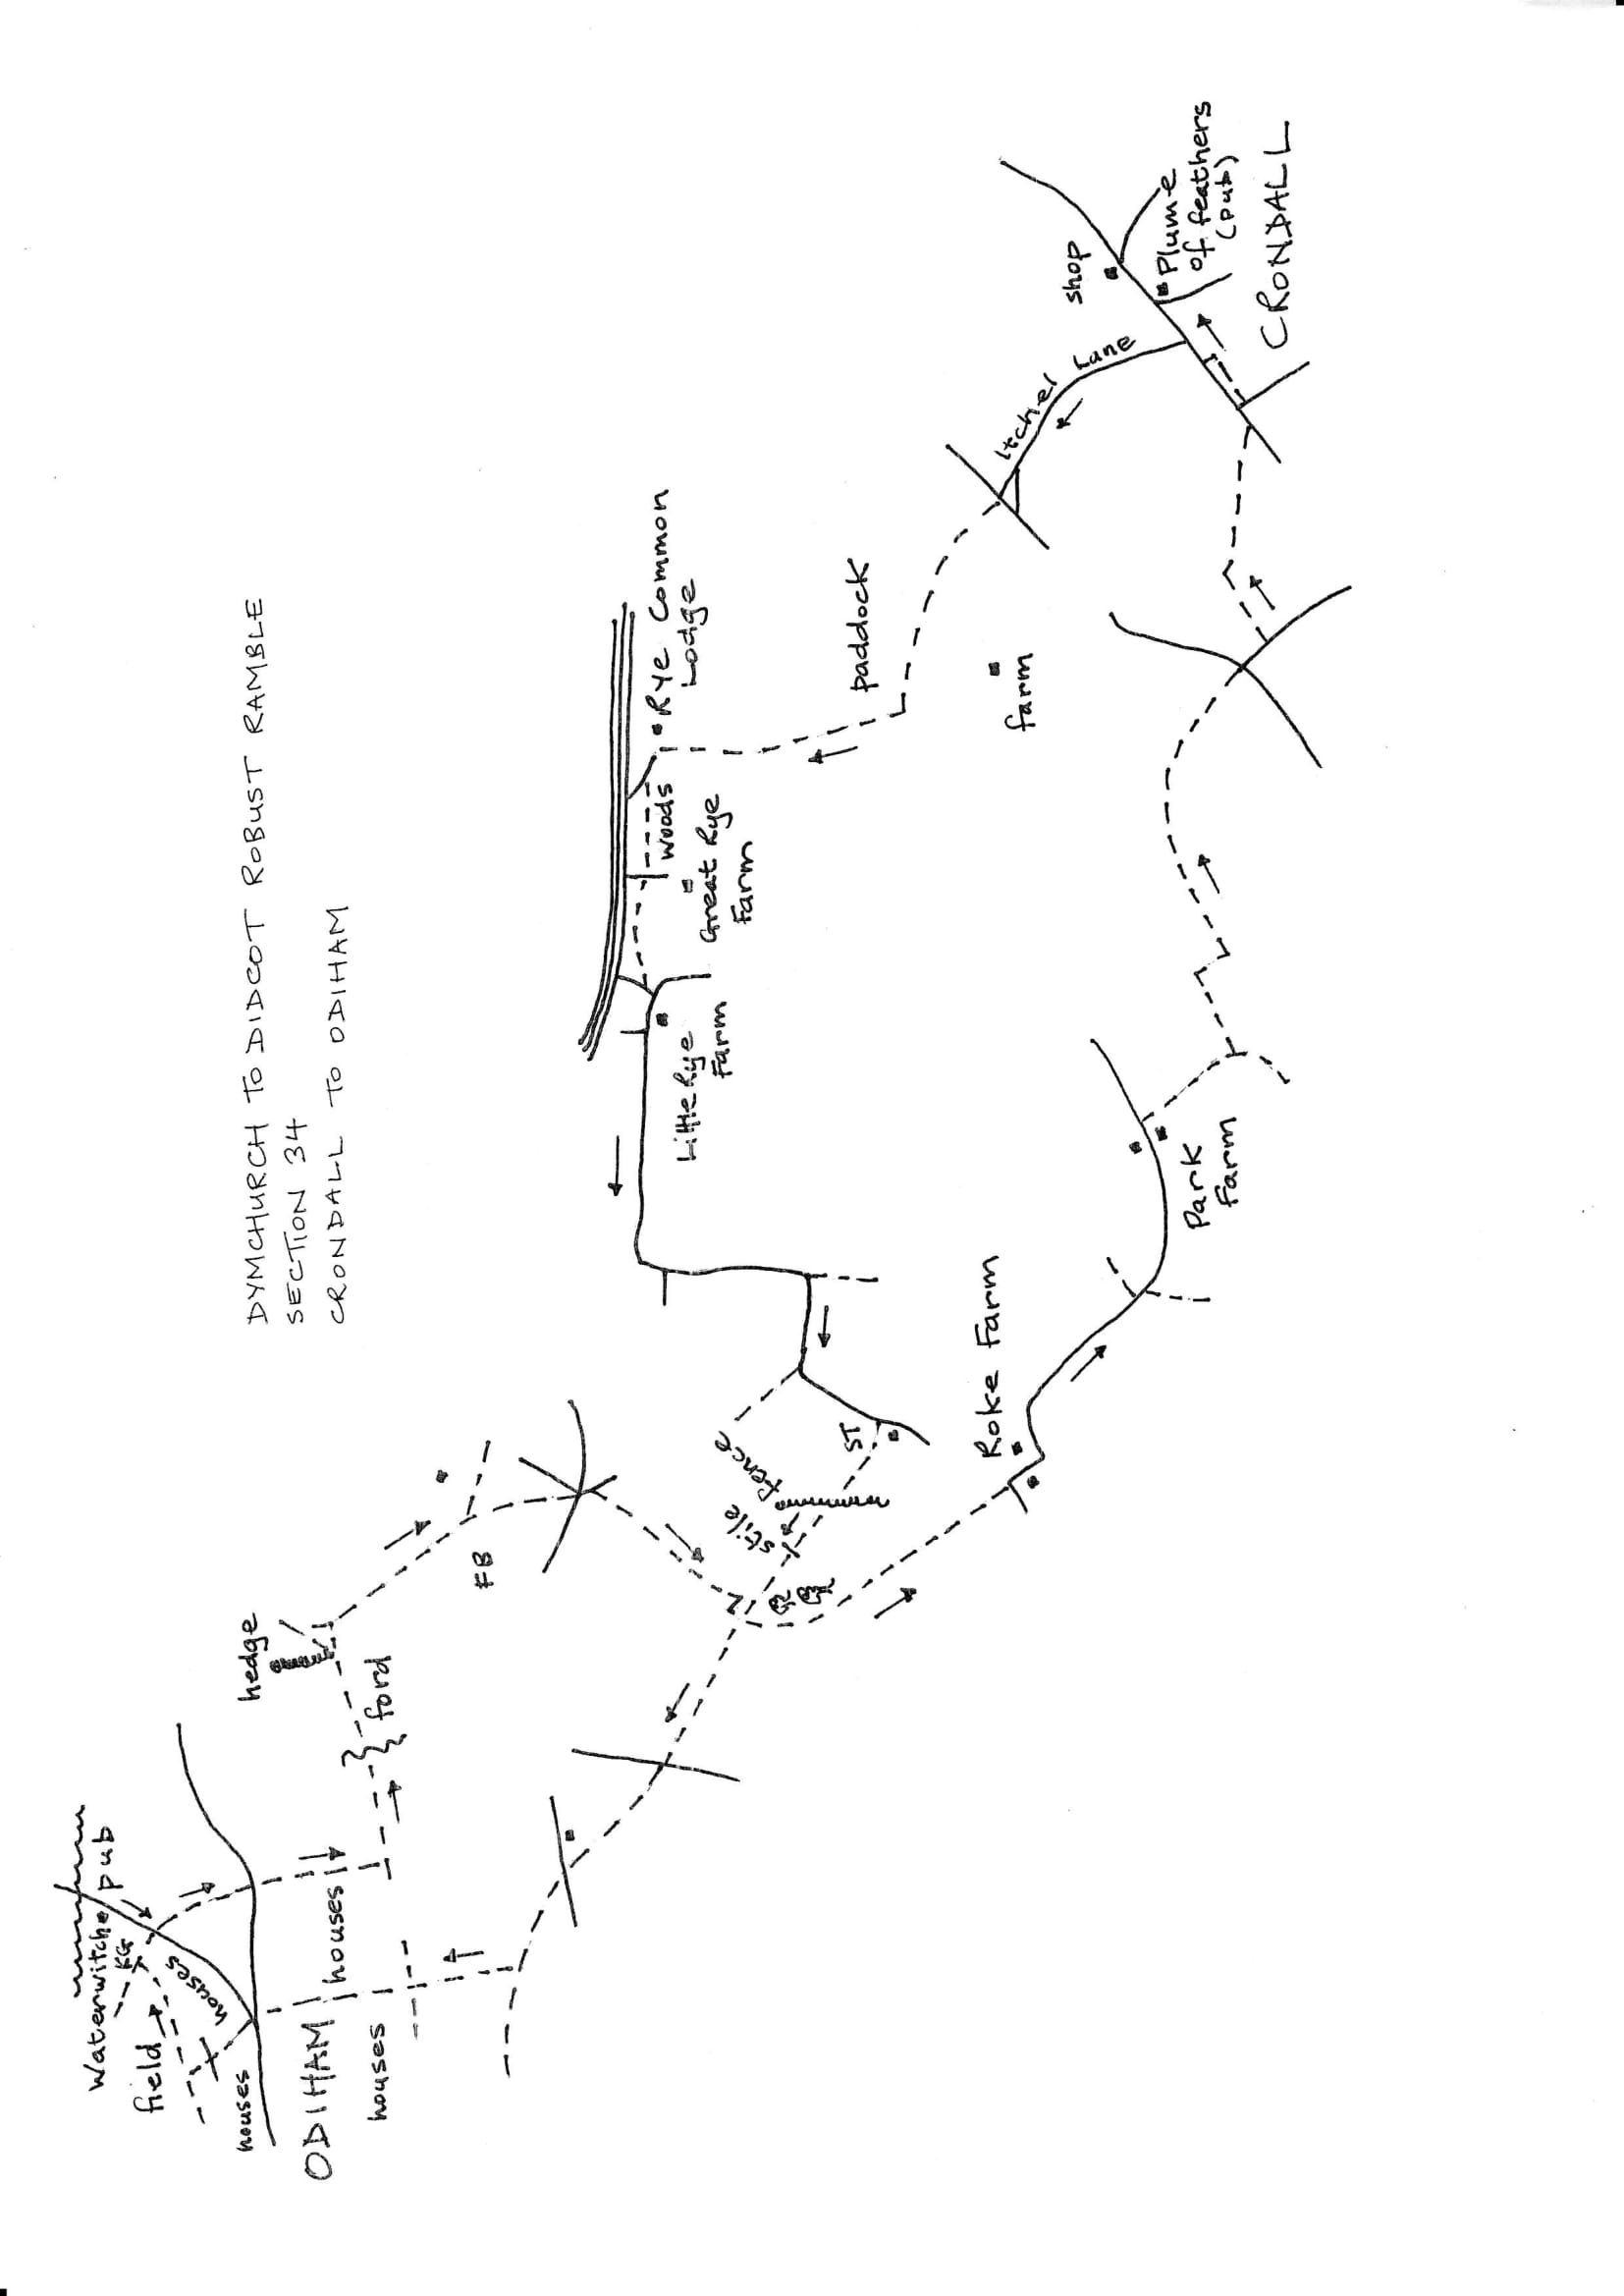 Waterwitch
pub
KG
field
houses
houses
hedge
DYMCHURCH TO DIDCOT ROBUST RAMBLE
SECTION 34
CRONDALL TO ODIHAM
ODIHAM
houses
houses
ford
FB
stile
fence
ST
Little Rye
Farm
Woods
Great Rye
Farm
Rye Common
Lodge
paddock
Roke Farm
farm
Itchel Lane
shop
Plume
of feathers
(pub)
Park
Farm
CRONDALL